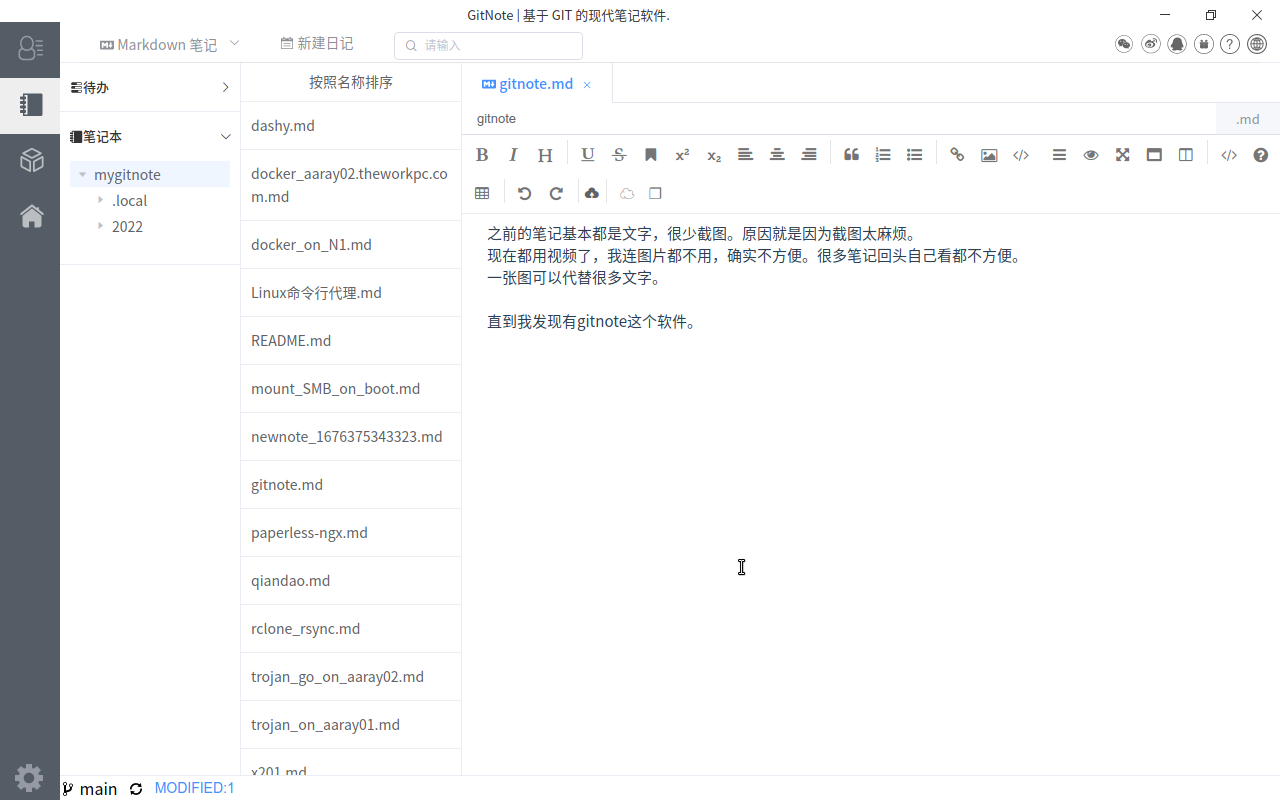 GitNote | 基于 GIT 的现代笔记软件.
Markdown 笔记
新建日记
请输入
待办
笔记本
mygitnote
.local
2022
按照名称排序
dashy.md
docker_aaray02.theworkpc.co
m.md
docker_on_N1.md
Linux命令行代理.md
README.md
mount_SMB_on_boot.md
newnote_1676375343323.md
gitnote.md
paperless-ngx.md
qiandao.md
rclone_rsync.md
trojan_go_on_aaray02.md
trojan_on_aaray01.md
x201.md
gitnote.md
gitnote
.md
之前的笔记基本都是文字，很少截图。原因就是因为截图太麻烦。
现在都用视频了，我连图片都不用，确实不方便。很多笔记回头自己看都不方便。
一张图可以代替很多文字。
直到我发现有gitnote这个软件。
main
MODIFIED:1